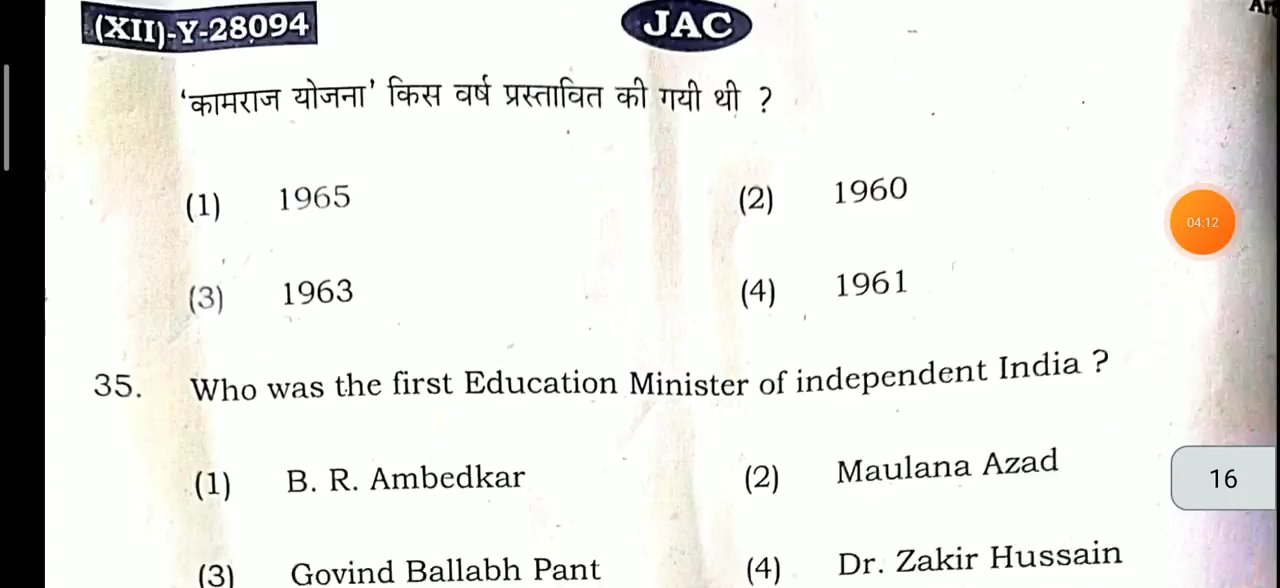 (XII)-Y-28094
JAC
Ar
'कामराज योजना' किस वर्ष प्रस्तावित की गयी थी ?
(1) 1965 (2) 1960
04:12
(3) 1963 (4) 1961
35. Who was the first Education Minister of independent India ?
(1) B. R. Ambedkar (2) Maulana Azad
16
(3) Govind Ballabh Pant (4) Dr. Zakir Hussain